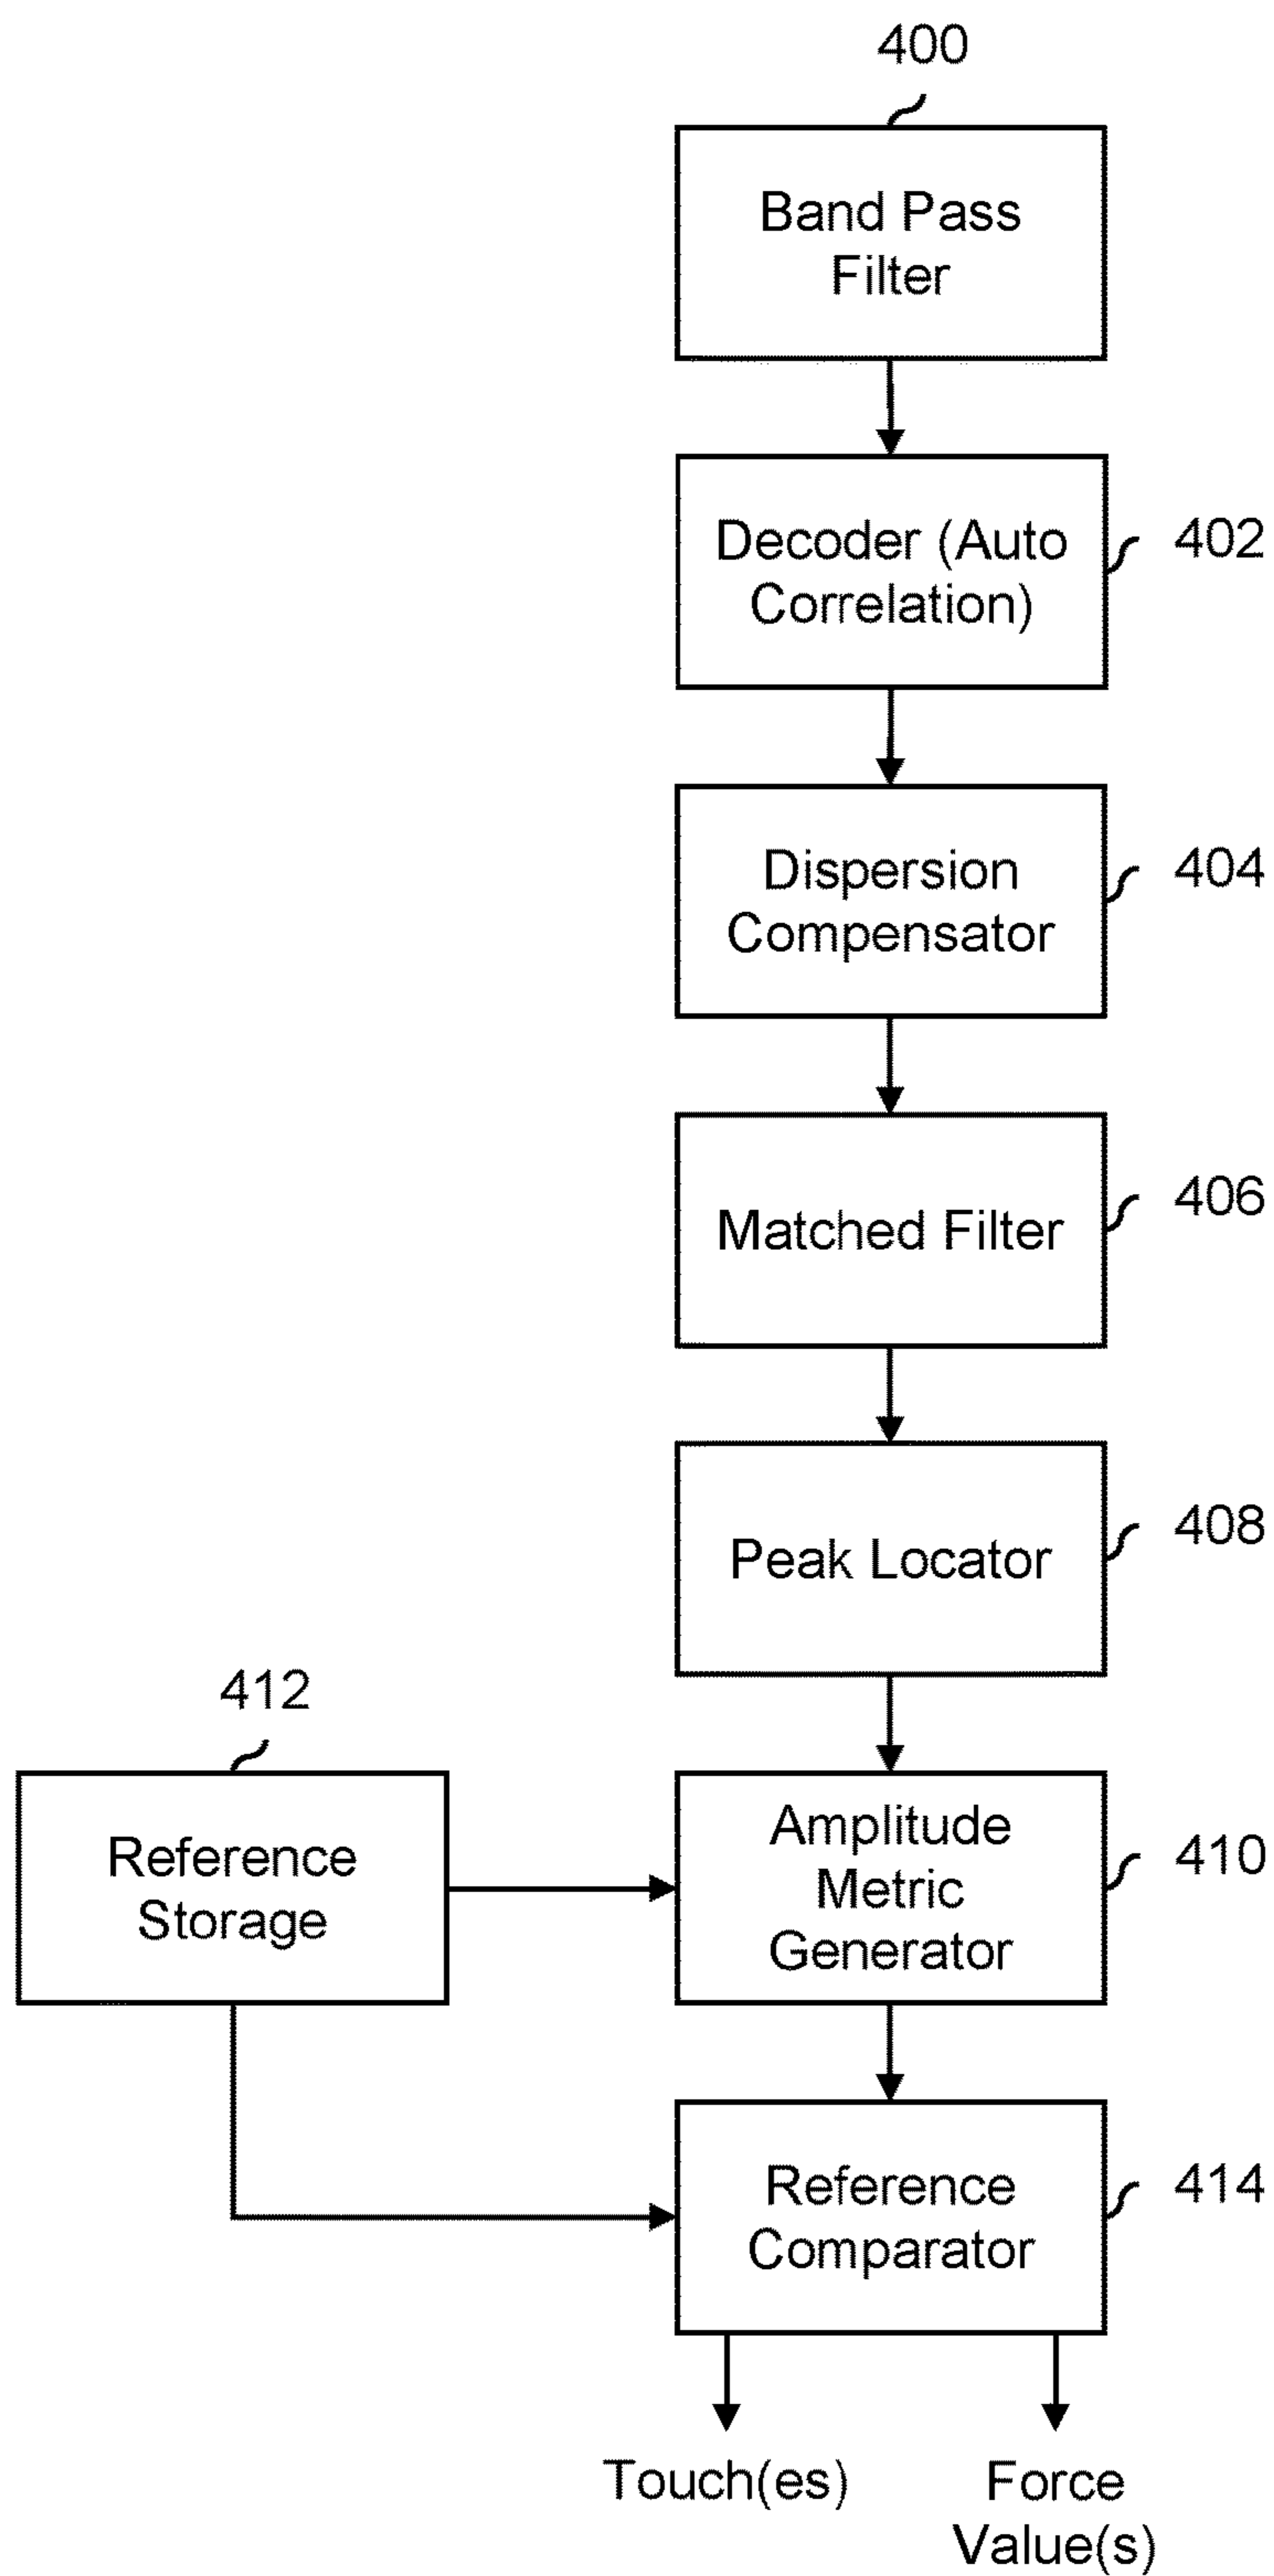 400
Band Pass
Filter
Decoder (Auto
Correlation)
402
Dispersion
Compensator
404
Matched Filter
406
Peak Locator
408
412
Reference
Storage
Amplitude
Metric
Generator
410
Reference
Comparator
414
Touch(es)
Force
Value(s)